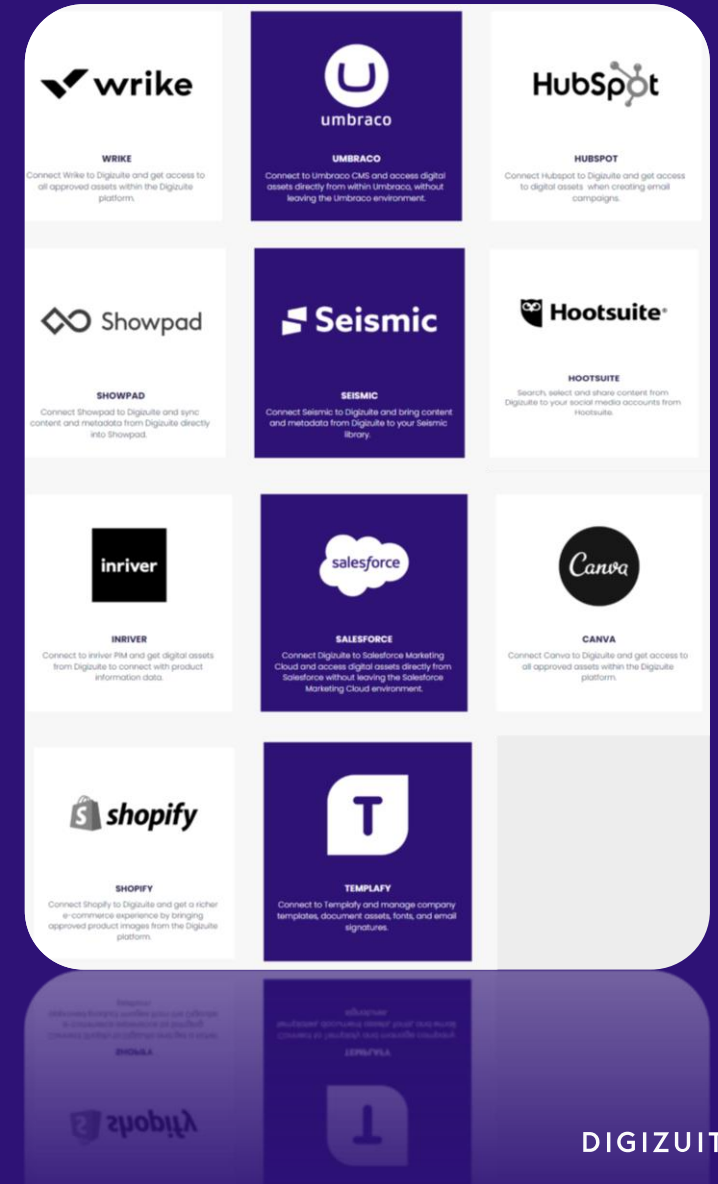 wrike
WRIKE
Connect Wrike to Digizuite and get access to
all approved assets within the Digizuite
platform.
umbraco
UMBRACO
Connect to Umbraco CMS and access digital
assets directly from within Umbraco, without
leaving the Umbraco environment.
HubSpot
HUBSPOT
Connect Hubspot to Digizuite and get access
to digital assets when creating email
campaigns.
Showpad
SHOWPAD
Connect Showpad to Digizuite and sync
content and metadata from Digizuite directly
into Showpad.
Seismic
SEISMIC
Connect Seismic to Digizuite and bring content
and metadata from Digizuite to your Seismic
library.
Hootsuite®
HOOTSUITE
Search, select and share content from
Digizuite to your social media accounts from
Hootsuite.
inriver
INRIVER
Connect to inriver PIM and get digital assets
from Digizuite to connect with product
information data.
salesforce
SALESFORCE
Connect Digizuite to Salesforce Marketing
Cloud and access digital assets directly from
Salesforce without leaving the Salesforce
Marketing Cloud environment.
Canva
CANVA
Connect Canva to Digizuite and get access to
all approved assets within the Digizuite
platform.
S shopify
SHOPIFY
Connect Shopify to Digizuite and get a richer
e-commerce experience by bringing
approved product images from the Digizuite
platform.
T
TEMPLAFY
Connect to Templafy and manage company
templates, document assets, fonts, and email
signatures.
DIGIZUIT